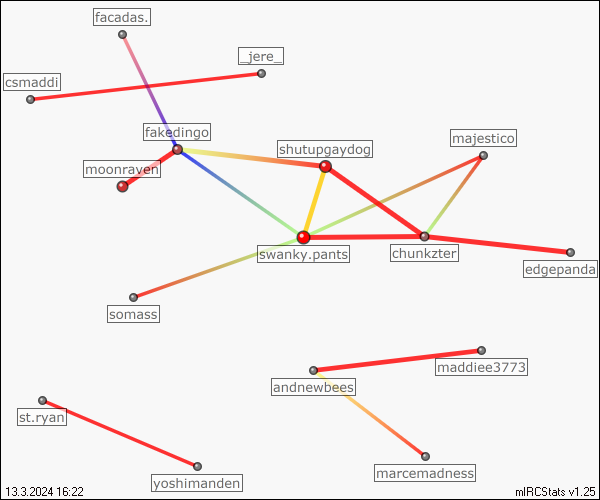 facadas.
_jere_
csmaddi
fakedingo
shutupgaydog
majestico
moonraven
swanky.pants
chunkzter
edgepanda
somass
maddiee3773
andnewbees
st.ryan
marcemadness
yoshimanden
13.3.2024 16:22
mIRCStats v1.25